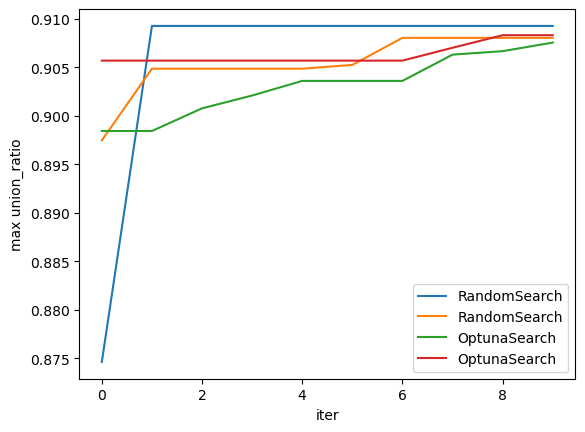 0.910
0.905
0.900
0.895
0.890
0.885
0.880
0.875
max union_ratio
0 2 4 6 8
iter
RandomSearch
RandomSearch
OptunaSearch
OptunaSearch